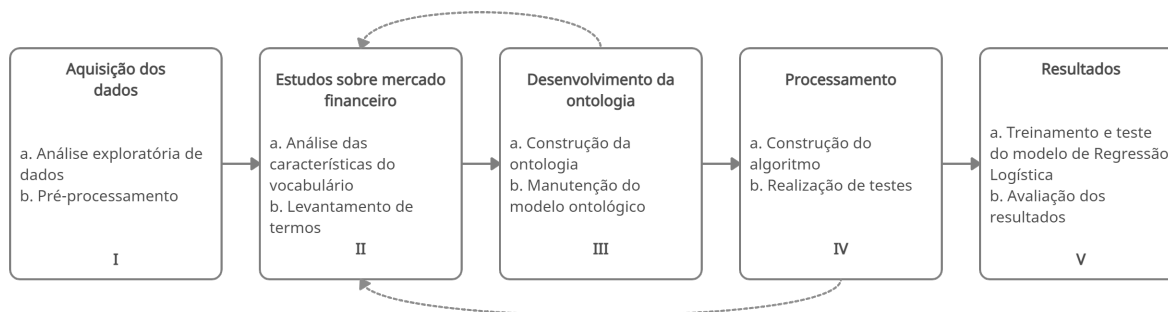 Aquisição dos
dados
a. Análise exploratória de
dados
b. Pré-processamento
I
Estudos sobre mercado
financeiro
a. Análise das
características do
vocabulário
b. Levantamento de
termos
II
Desenvolvimento da
ontologia
a. Construção da
ontologia
b. Manutenção do
modelo ontológico
III
Processamento
a. Construção do
algoritmo
b. Realização de testes
IV
Resultados
a. Treinamento e teste
do modelo de Regressão
Logística
b. Avaliação dos
resultados
V